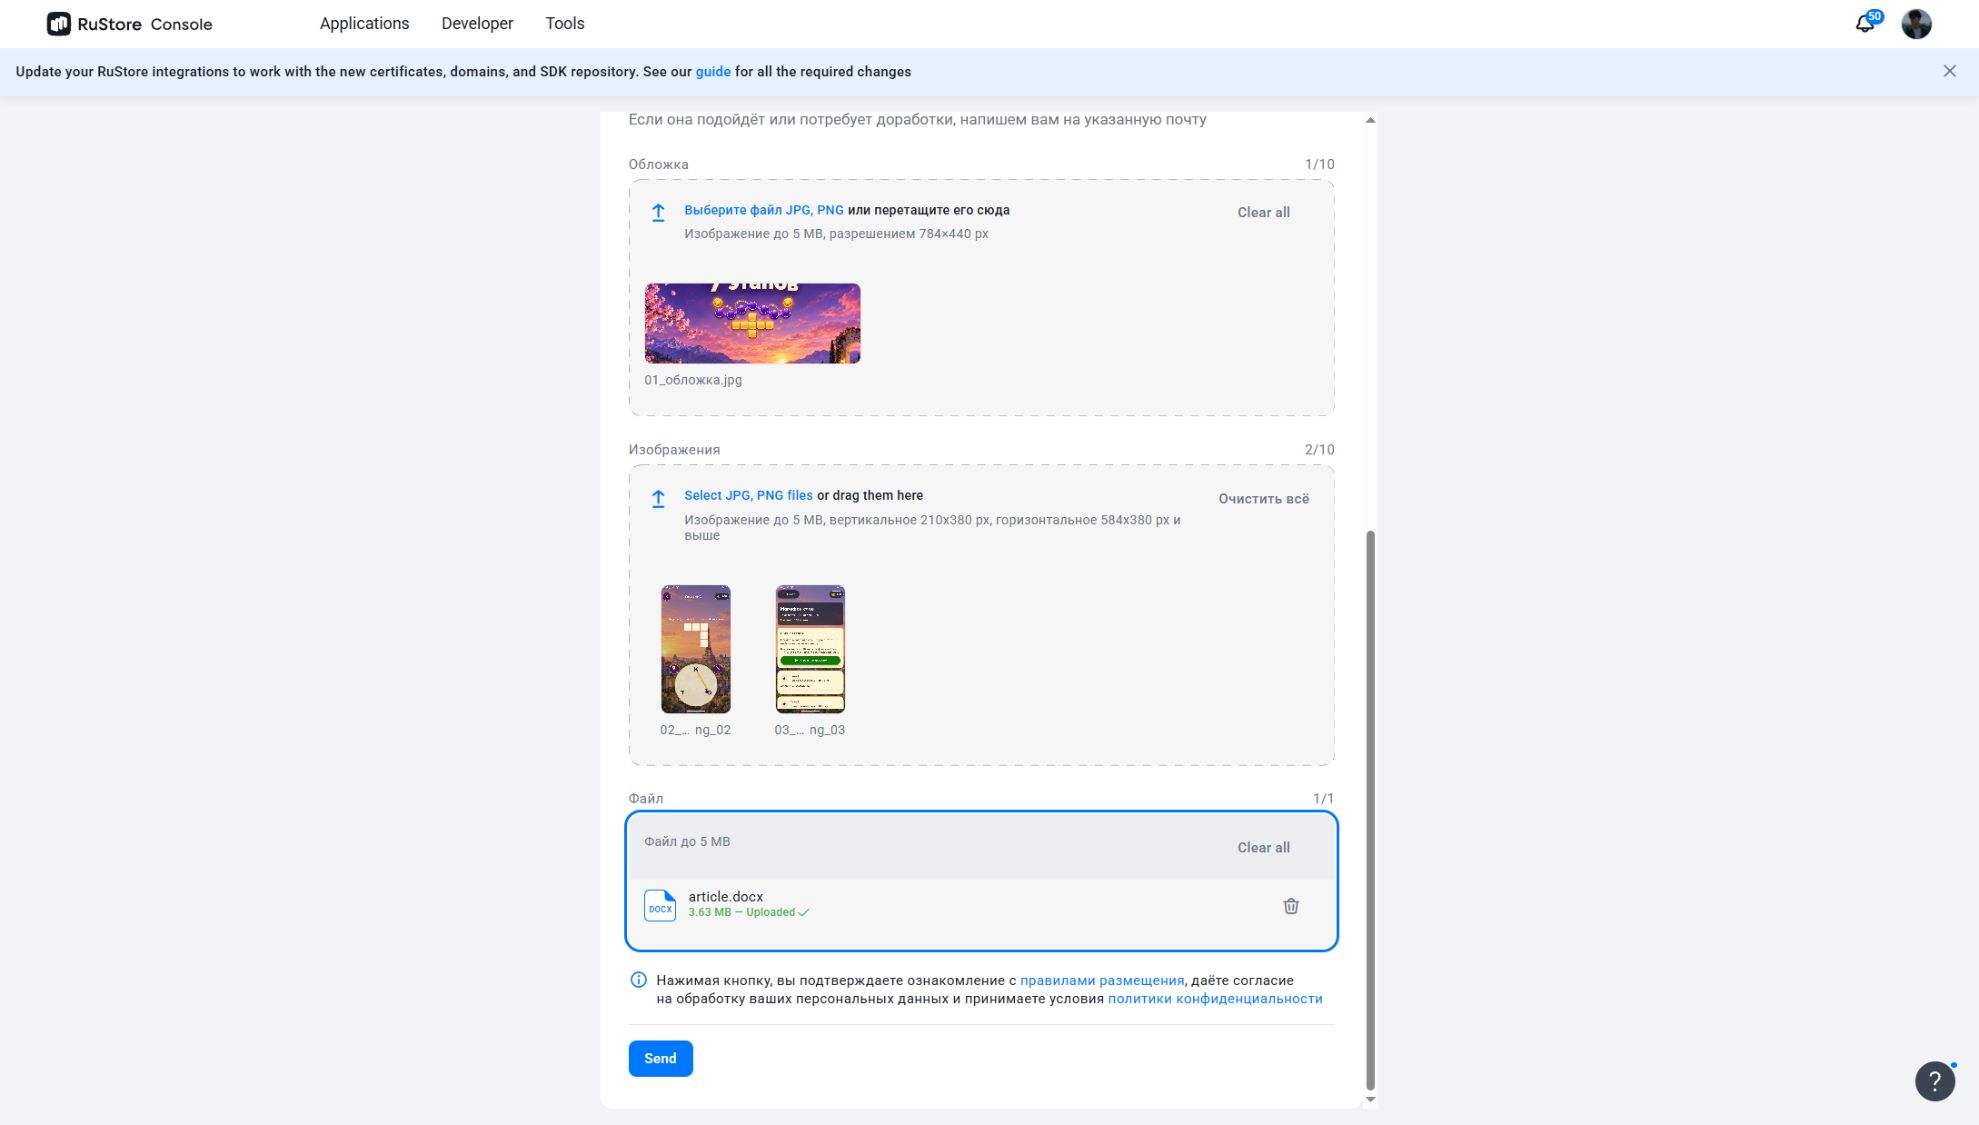 RuStore Console
Applications
Developer
Tools
50
Update your RuStore integrations to work with the new certificates, domains, and SDK repository. See our guide for all the required changes
Если она подойдёт или потребует доработки, напишем вам на указанную почту
Обложка
1/10
Выберите файл JPG, PNG или перетащите его сюда
Clear all
Изображение до 5 MB, разрешением 784×440 px
7 этапов
01_обложка.jpg
Изображения
2/10
Select JPG, PNG files or drag them here
Очистить всё
Изображение до 5 MB, вертикальное 210x380 px, горизонтальное 584x380 px и
выше
02_... ng_02
03_... ng_03
Файл
1/1
Файл до 5 MB
Clear all
DOCX
article.docx
3.63 MB — Uploaded
Нажимая кнопку, вы подтверждаете ознакомление с правилами размещения, даёте согласие
на обработку ваших персональных данных и принимаете условия политики конфиденциальности
Send
?